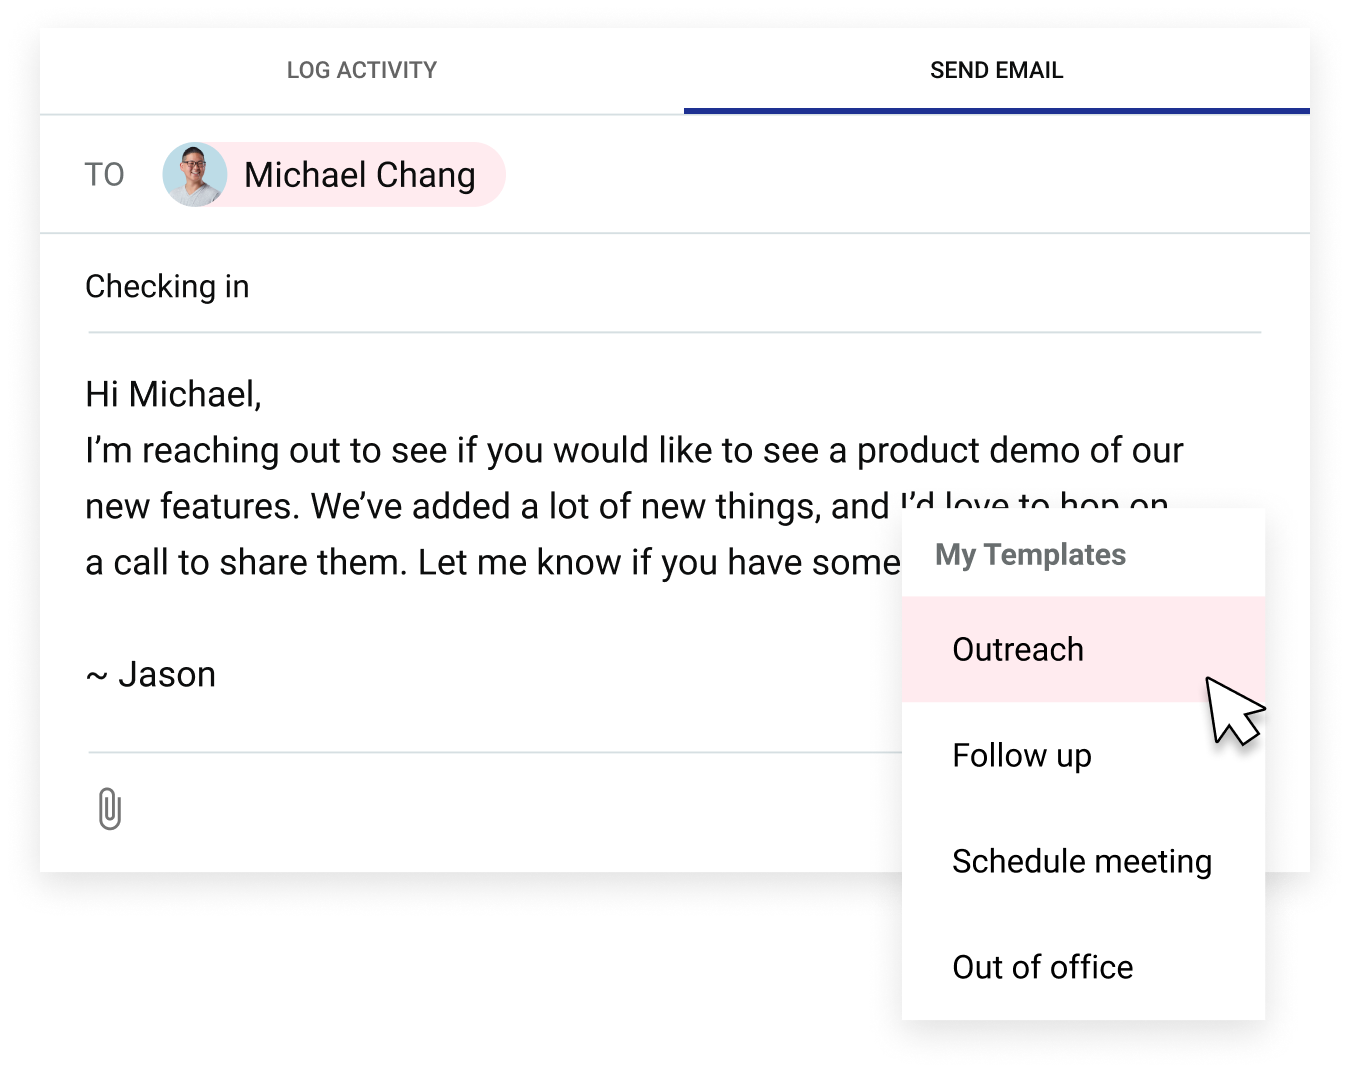 LOG ACTIVITY
SEND EMAIL
TO
Michael Chang
Checking in
Hi Michael,
I’m reaching out to see if you would like to see a product demo of our
new features. We’ve added a lot of new things, and I’d love to hop on
a call to share them. Let me know if you have some
~ Jason
My Templates
Outreach
Follow up
Schedule meeting
Out of office